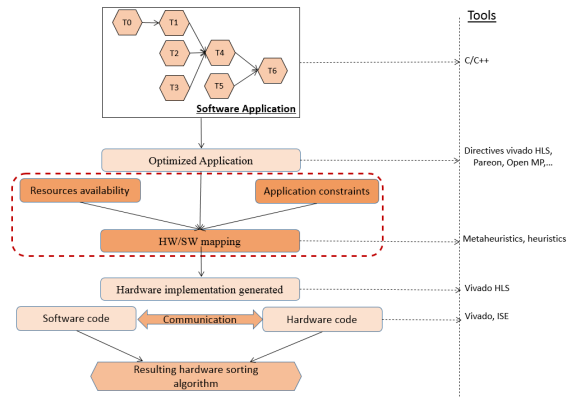 Tools
T0
T1
T2
T4
T3
T5
T6
Software Application
C/C++
Optimized Application
Directives vivado HLS,
Pareon, Open MP,...
Resources availability
Application constraints
HW/SW mapping
Metaheuristics, heuristics
Hardware implementation generated
Vivado HLS
Software code
Communication
Hardware code
Vivado, ISE
Resulting hardware sorting
algorithm